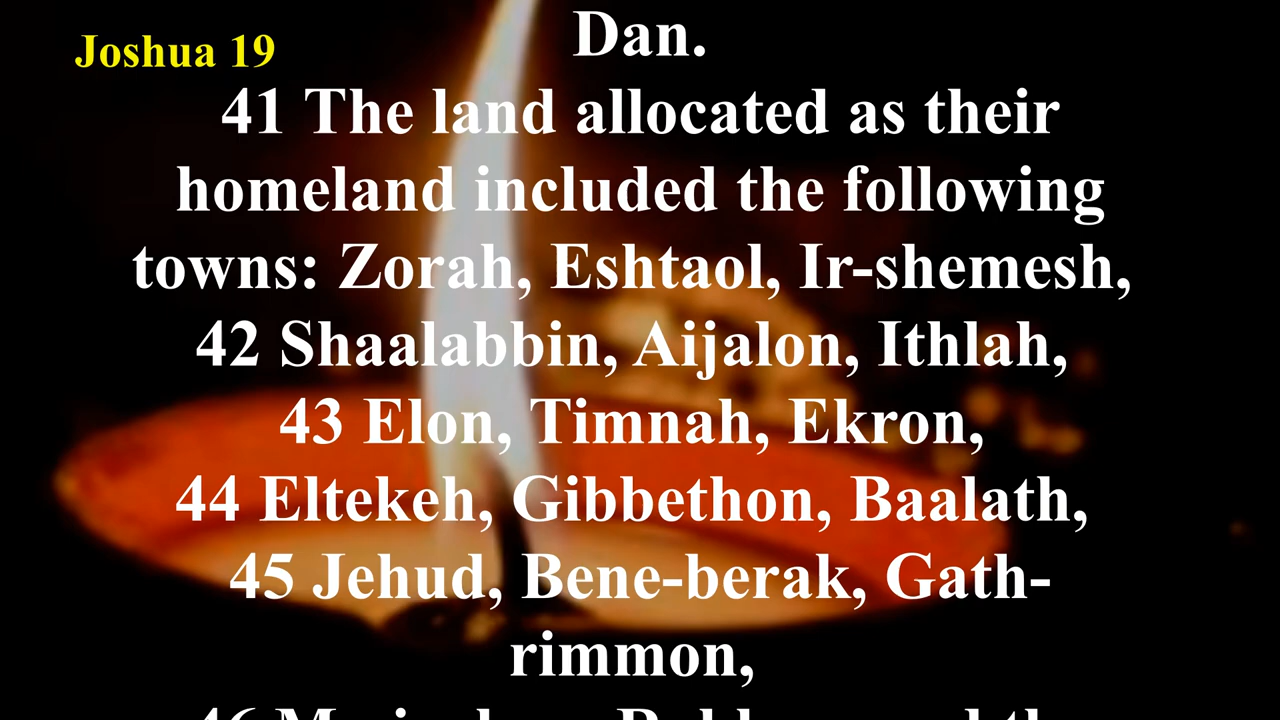 Joshua 19
Dan.
41 The land allocated as their
homeland included the following
towns: Zorah, Eshtaol, Ir-shemesh,
42 Shaalabbin, Aijalon, Ithlah,
43 Elon, Timnah, Ekron,
44 Eltekeh, Gibbethon, Baalath,
45 Jehud, Bene-berak, Gath-
rimmon,